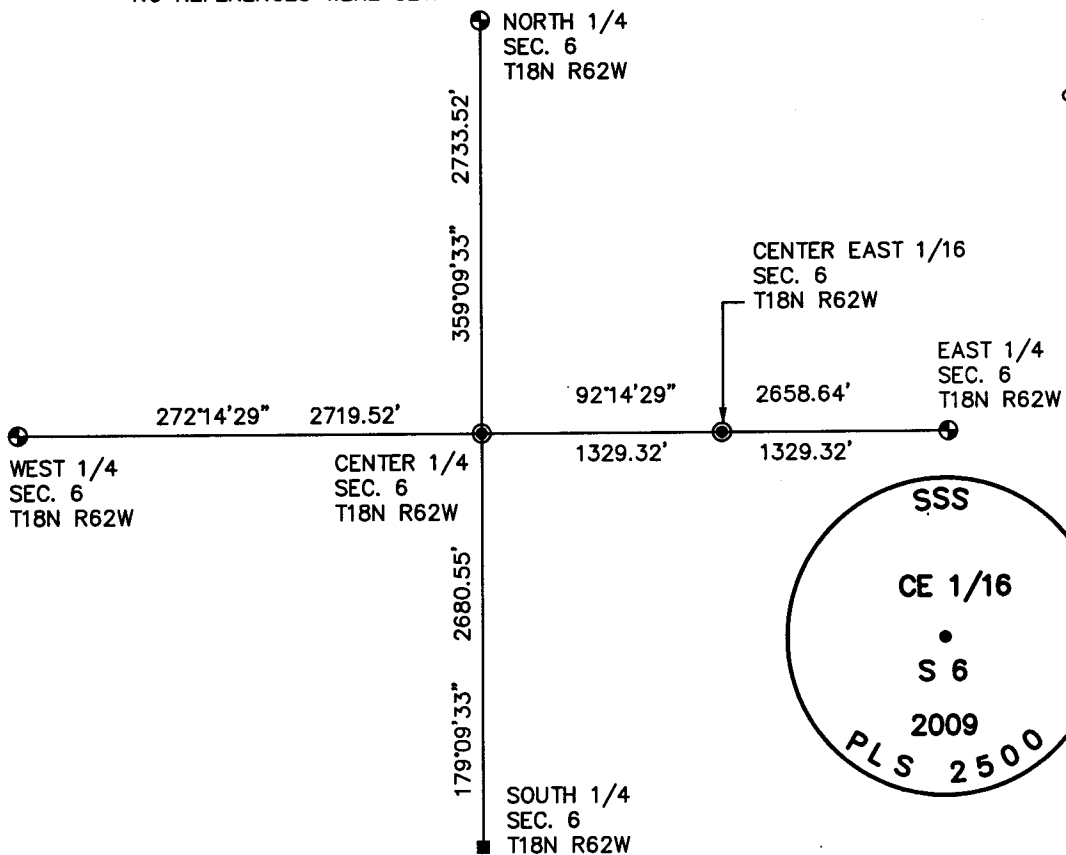 NORTH 1/4
SEC. 6
T18N R62W
2733.52'
359°09'33"
CENTER EAST 1/16
SEC. 6
T18N R62W
EAST 1/4
SEC. 6
T18N R62W
272°14'29" 2719.52'
92°14'29" 2658.64'
1329.32' 1329.32'
WEST 1/4
SEC. 6
T18N R62W
CENTER 1/4
SEC. 6
T18N R62W
2680.55'
179°09'33"
SOUTH 1/4
SEC. 6
T18N R62W
SSS
CE 1/16
S 6
2009
PLS 2500